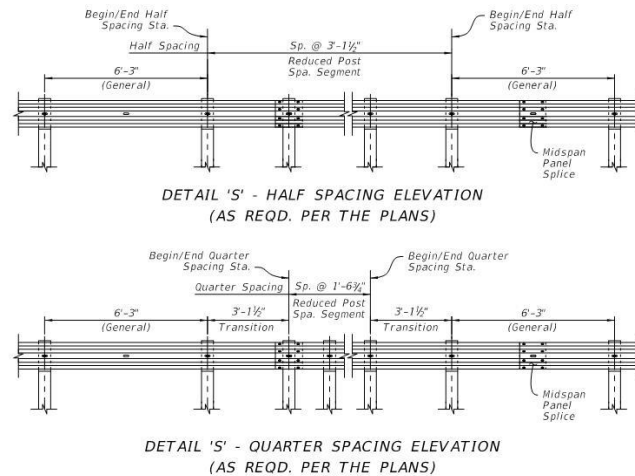 Begin/End Half
Spacing Sta.
Begin/End Half
Spacing Sta.
Half Spacing
Sp. @ 3'-1½"
Reduced Post
Spa. Segment
6'-3"
(General)
6'-3"
(General)
Midspan
Panel
Splice
DETAIL 'S' - HALF SPACING ELEVATION
(AS REQD. PER THE PLANS)
Begin/End Quarter
Spacing Sta.
Begin/End Quarter
Spacing Sta.
Quarter Spacing
Sp. @ 1'-6¾"
Reduced Post
Spa. Segment
6'-3"
(General)
3'-1½"
Transition
3'-1½"
Transition
6'-3"
(General)
Midspan
Panel
Splice
DETAIL 'S' - QUARTER SPACING ELEVATION
(AS REQD. PER THE PLANS)